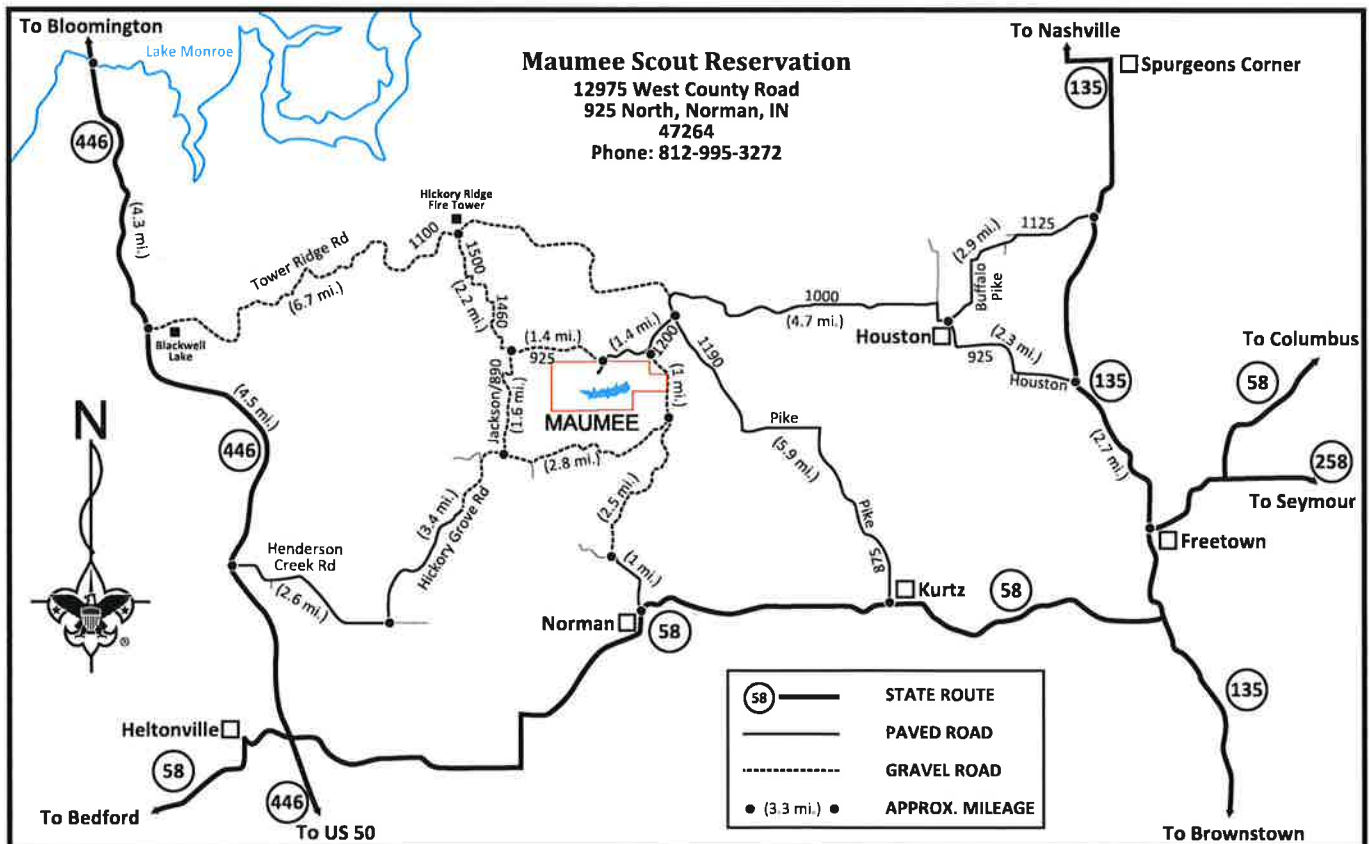 To Bloomington
Lake Monroe
Maumee Scout Reservation
12975 West County Road
925 North, Norman, IN
47264
Phone: 812-995-3272
To Nashville
Spurgeons Corner
135
446
(4.3 mi.)
Hickory Ridge
Fire Tower
1100
Tower Ridge Rd
(6.7 mi.)
1500
(2.2 mi.)
1460
Blackwell
Lake
(1.4 mi.)
925
(1.4 mi.)
1200
1190
1000
(4.7 mi.)
Houston
1125
(2.9 mi.)
Buffalo
Pike
925
(2.3 mi.)
Houston
135
To Columbus
58
258
To Seymour
(2.7 mi.)
Freetown
N
(4.5 mi.)
446
Jackson/890
(1.6 mi.)
MAUMEE
(1 mi.)
(2.8 mi.)
Pike
(5.9 mi.)
Pike
875
(2.5 mi.)
(3.4 mi.)
Hickory Grove Rd
Henderson
Creek Rd
(2.6 mi.)
(1 mi.)
Norman
58
Kurtz
58
®
Heltonville
58
446
To Bedford
To US 50
135
To Brownstown
58 STATE ROUTE
PAVED ROAD
GRAVEL ROAD
(3.3 mi.) APPROX. MILEAGE